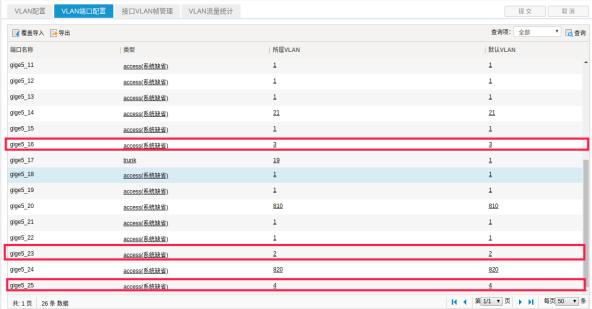 VLAN配置 VLAN端口配置 接口VLAN帧管理 VLAN流量统计 提 交 取 消
覆盖导入 导出 查询项: 全部 查询
端口名称 类型 所属VLAN 默认VLAN
gige5_11 access(系统缺省) 1 1
gige5_12 access(系统缺省) 1 1
gige5_13 access(系统缺省) 1 1
gige5_14 access(系统缺省) 21 21
gige5_15 access(系统缺省) 1 1
gige5_16 access(系统缺省) 3 3
gige5_17 trunk 19 1
gige5_18 access(系统缺省) 1 1
gige5_19 access(系统缺省) 1 1
gige5_20 access(系统缺省) 810 810
gige5_21 access(系统缺省) 1 1
gige5_22 access(系统缺省) 1 1
gige5_23 access(系统缺省) 2 2
gige5_24 access(系统缺省) 820 820
gige5_25 access(系统缺省) 4 4
共: 1 页 26 条 数据 第 1/1 页 每页 50 条